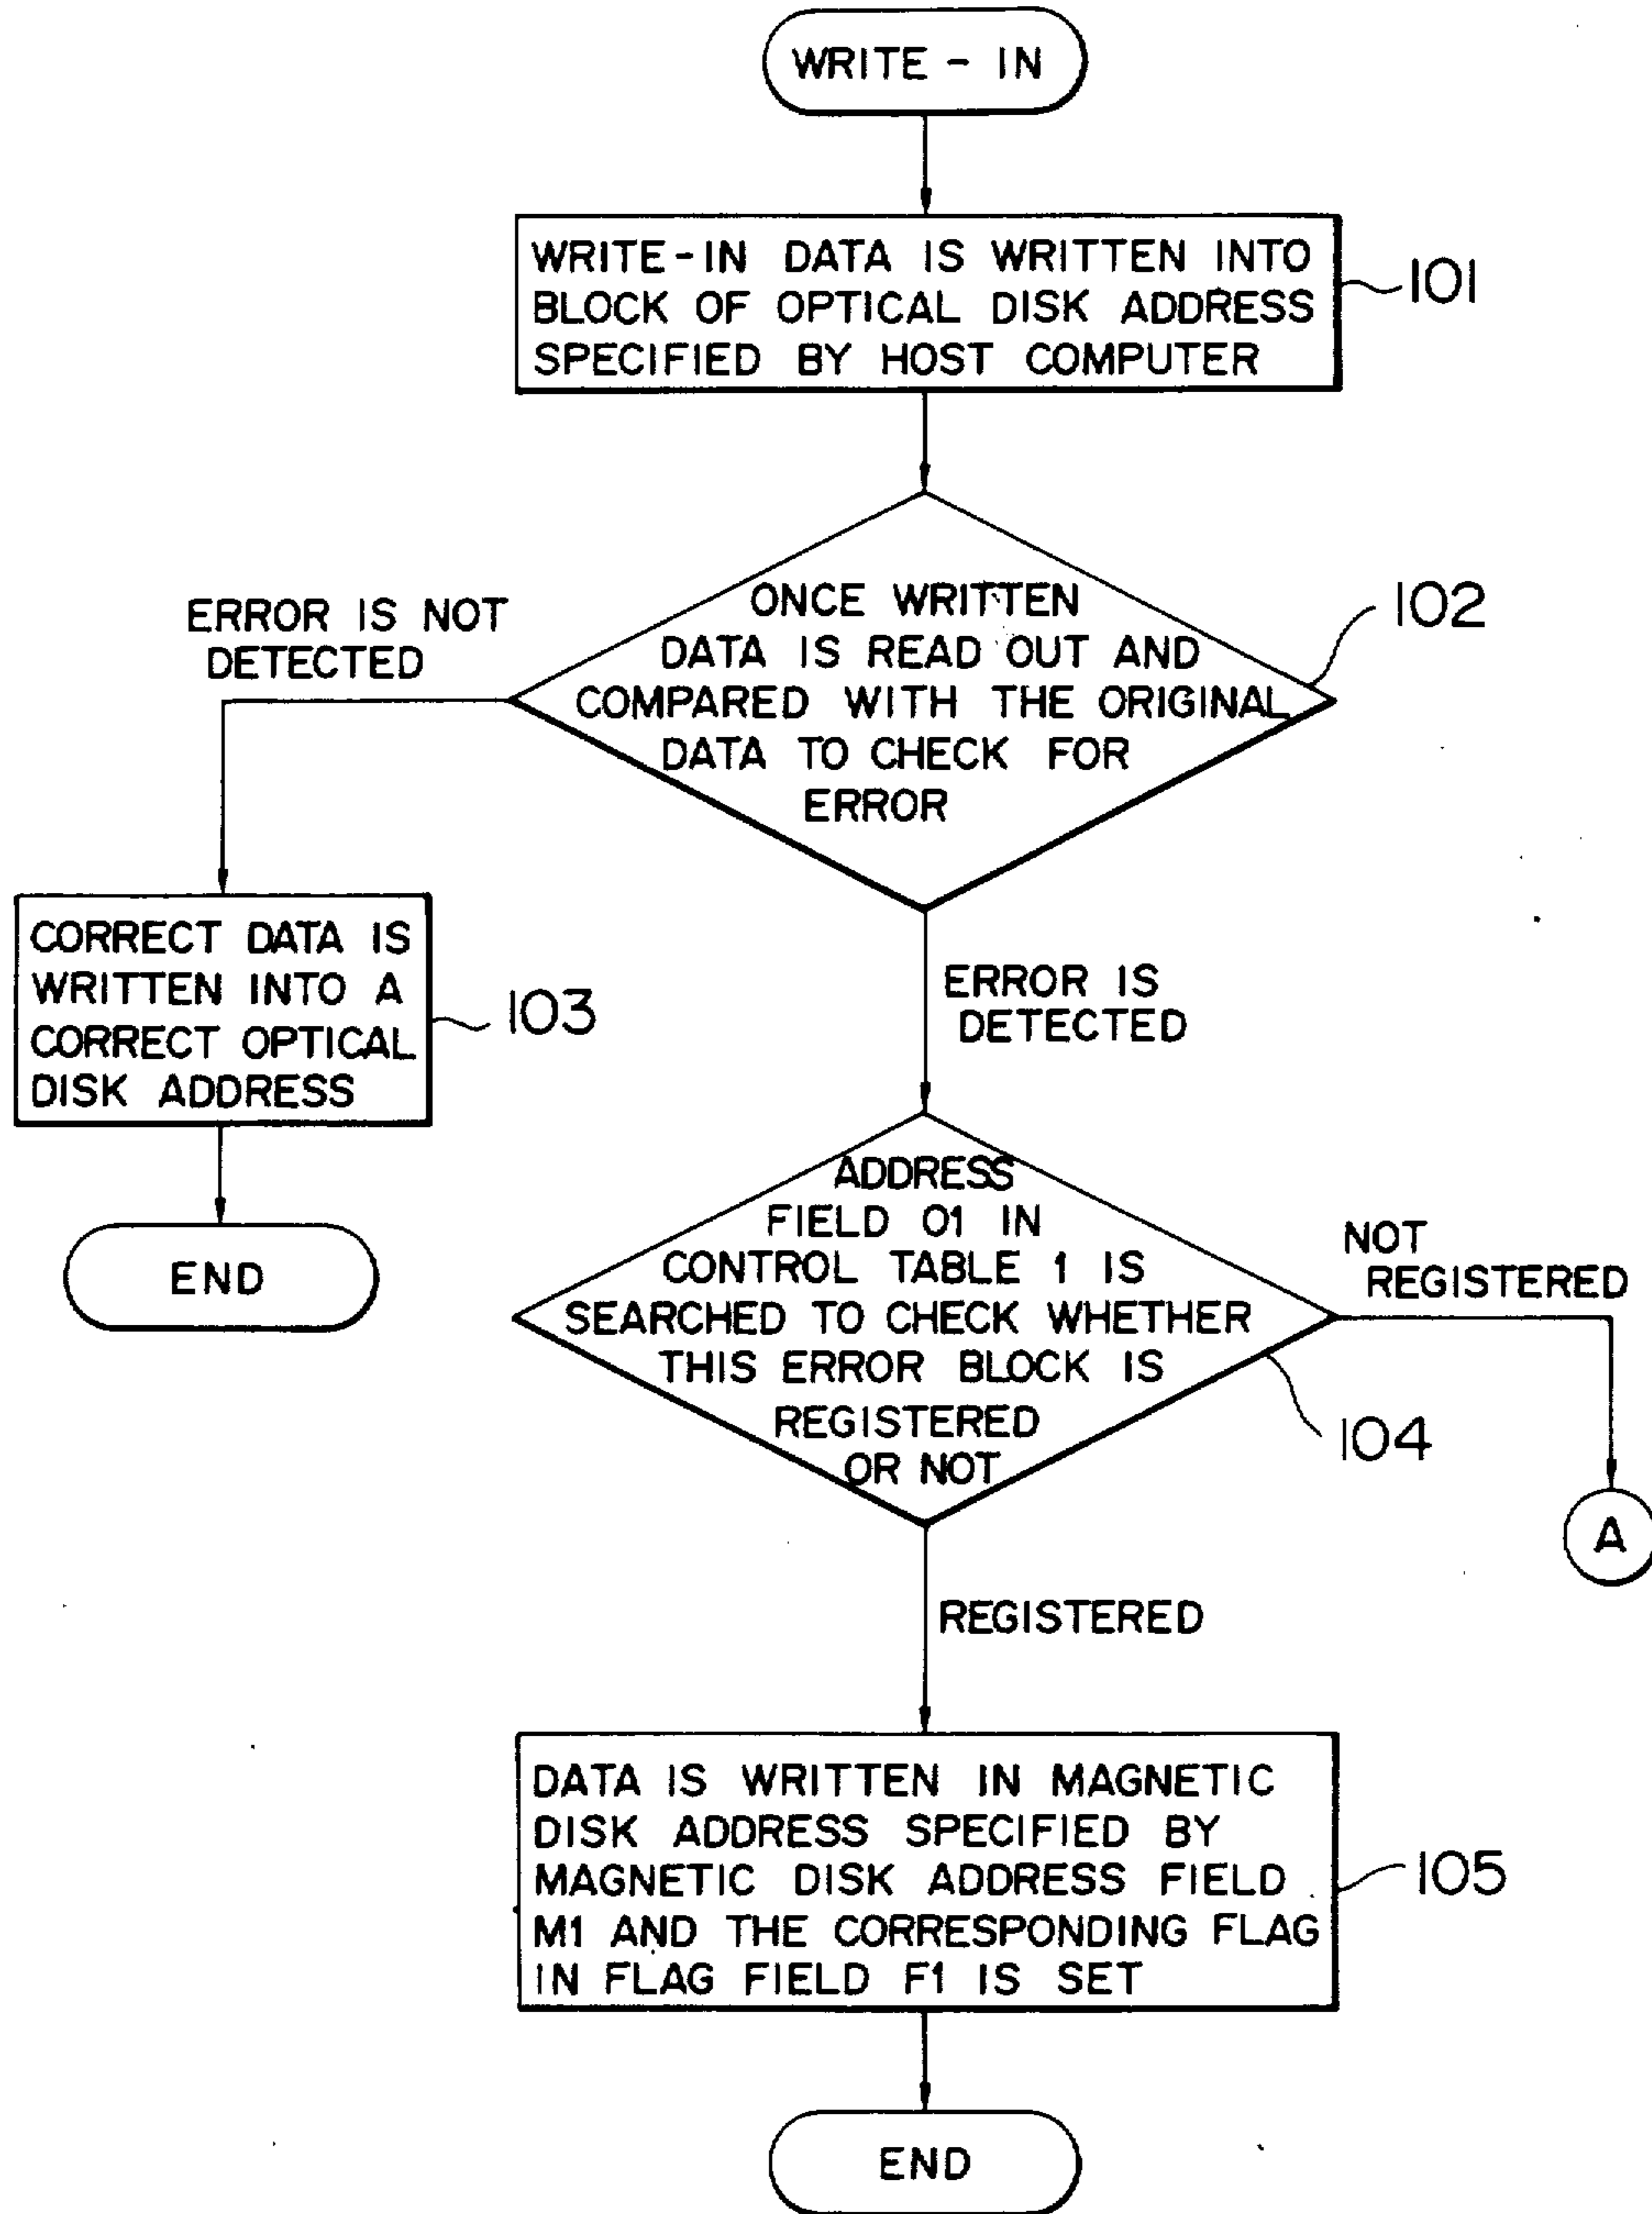 WRITE - IN
WRITE-IN DATA IS WRITTEN INTO
BLOCK OF OPTICAL DISK ADDRESS
SPECIFIED BY HOST COMPUTER
101
ONCE WRITTEN
DATA IS READ OUT AND
COMPARED WITH THE ORIGINAL
DATA TO CHECK FOR
ERROR
102
ERROR IS NOT
DETECTED
CORRECT DATA IS
WRITTEN INTO A
CORRECT OPTICAL
DISK ADDRESS
103
END
ERROR IS
DETECTED
ADDRESS
FIELD O1 IN
CONTROL TABLE 1 IS
SEARCHED TO CHECK WHETHER
THIS ERROR BLOCK IS
REGISTERED
OR NOT
104
NOT
REGISTERED
A
REGISTERED
DATA IS WRITTEN IN MAGNETIC
DISK ADDRESS SPECIFIED BY
MAGNETIC DISK ADDRESS FIELD
M1 AND THE CORRESPONDING FLAG
IN FLAG FIELD F1 IS SET
105
END